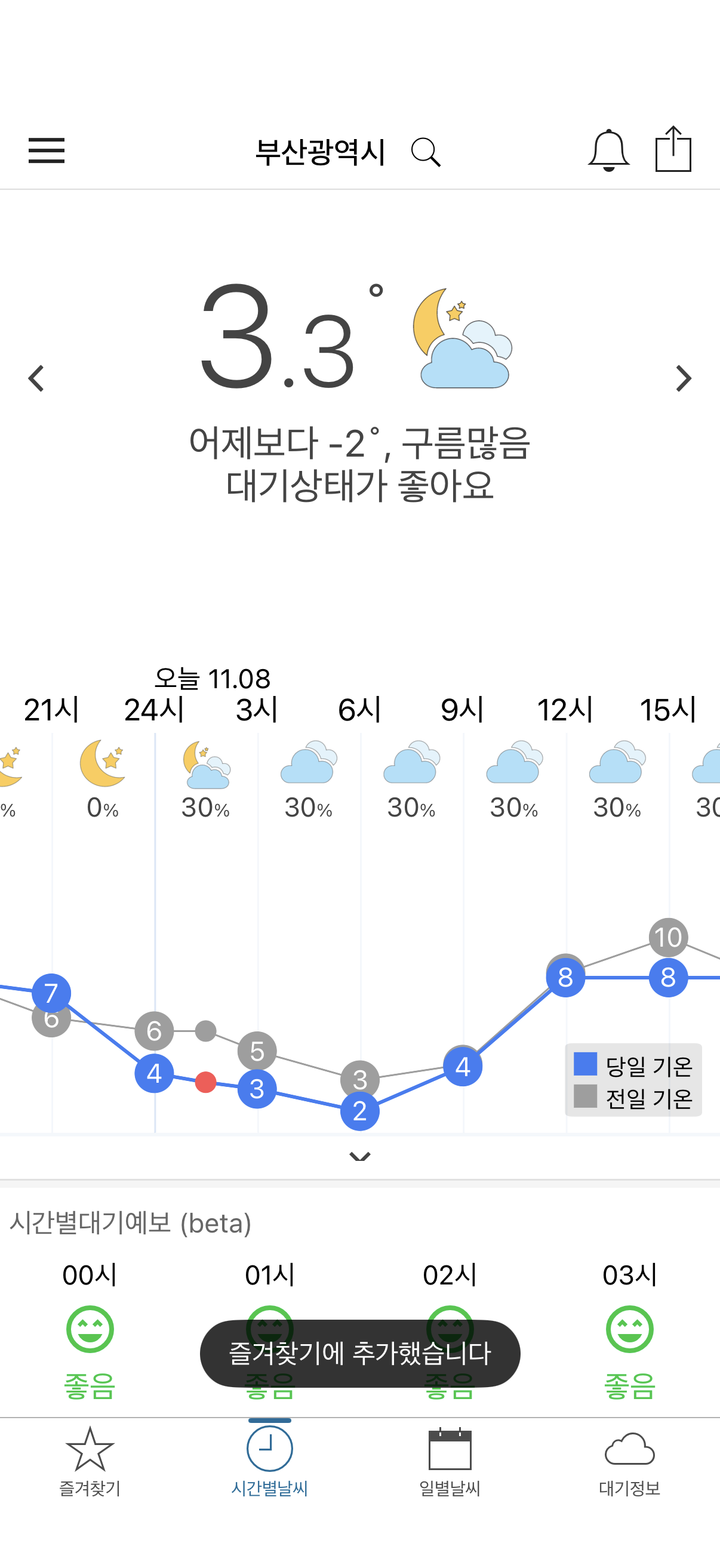 부산광역시
3.3°
어제보다 -2°, 구름많음
대기상태가 좋아요
오늘 11.08
21시 24시 3시 6시 9시 12시 15시
% 0% 30% 30% 30% 30% 30% 30
10
7 8 8
6 6
5
4 3 3 4
2
당일 기온
전일 기온
시간별대기예보 (beta)
00시 01시 02시 03시
즐겨찾기에 추가했습니다
좋음 좋음 좋음 좋음
즐겨찾기 시간별날씨 일별날씨 대기정보